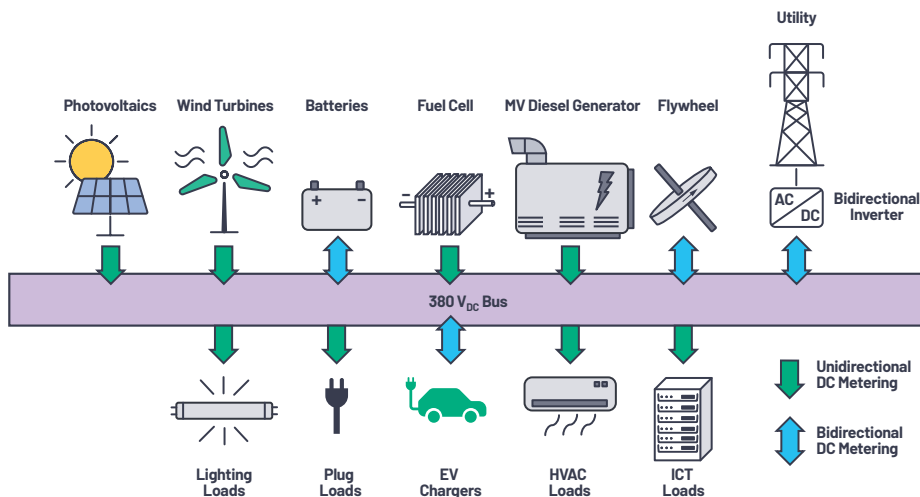 Utility
Photovoltaics
Wind Turbines
Batteries
Fuel Cell
MV Diesel Generator
Flywheel
+ −
−
+
AC
DC
Bidirectional
Inverter
380 VDC Bus
Unidirectional
DC Metering
Bidirectional
DC Metering
Lighting
Loads
Plug
Loads
EV
Chargers
HVAC
Loads
ICT
Loads